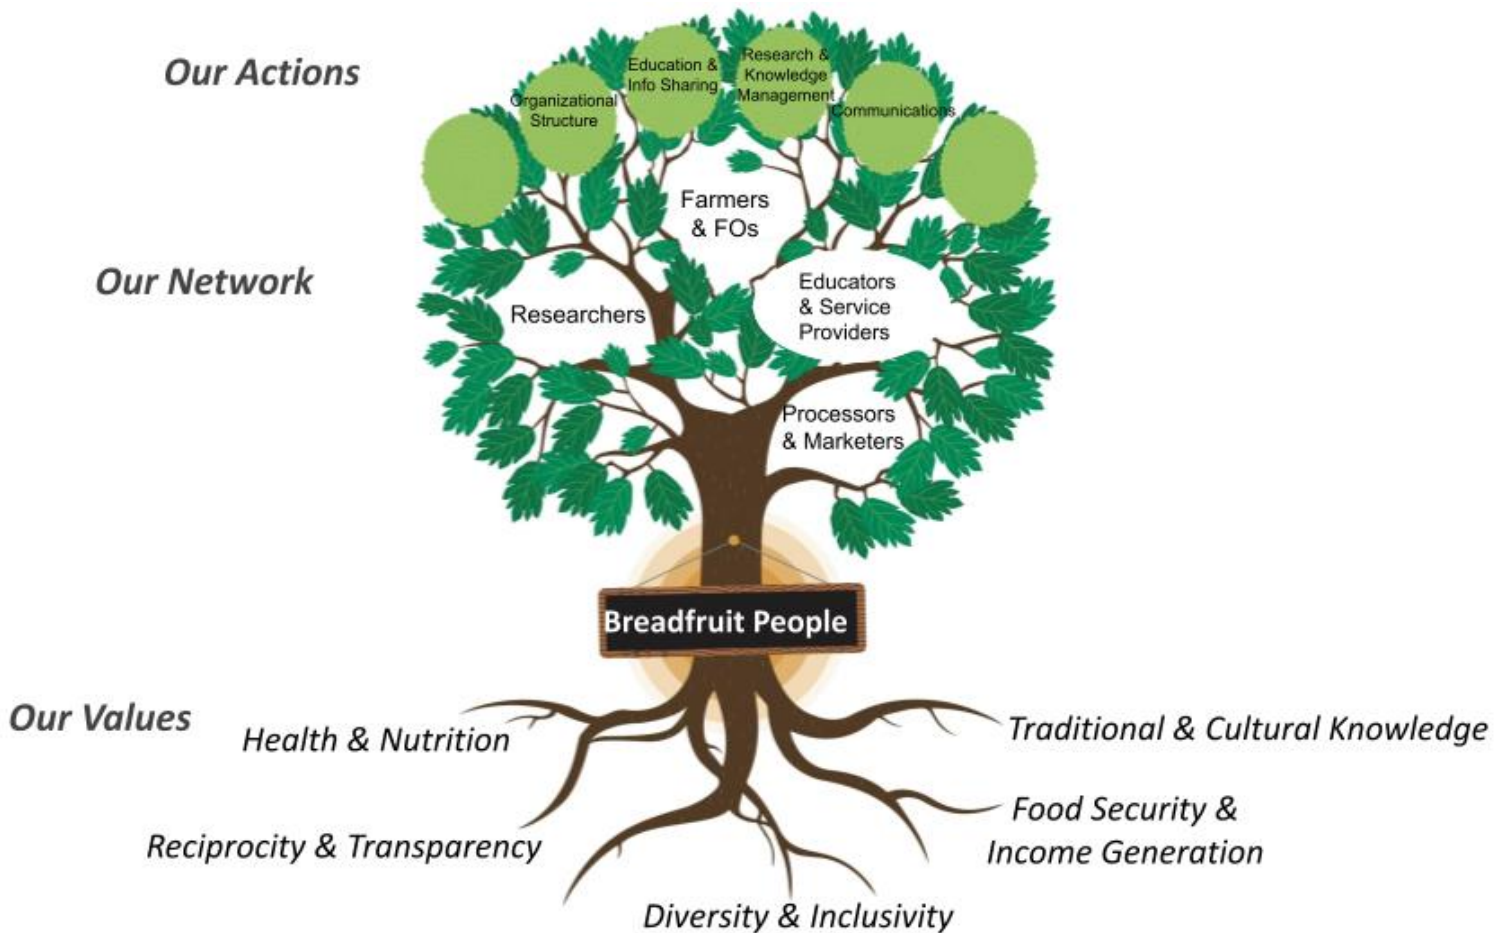 Our Actions
Organizational
Structure
Education &
Info Sharing
Research &
Knowledge
Management
Communications
Our Network
Farmers
& FOs
Researchers
Educators
& Service
Providers
Processors
& Marketers
Breadfruit People
Our Values
Health & Nutrition
Reciprocity & Transparency
Diversity & Inclusivity
Traditional & Cultural Knowledge
Food Security &
Income Generation